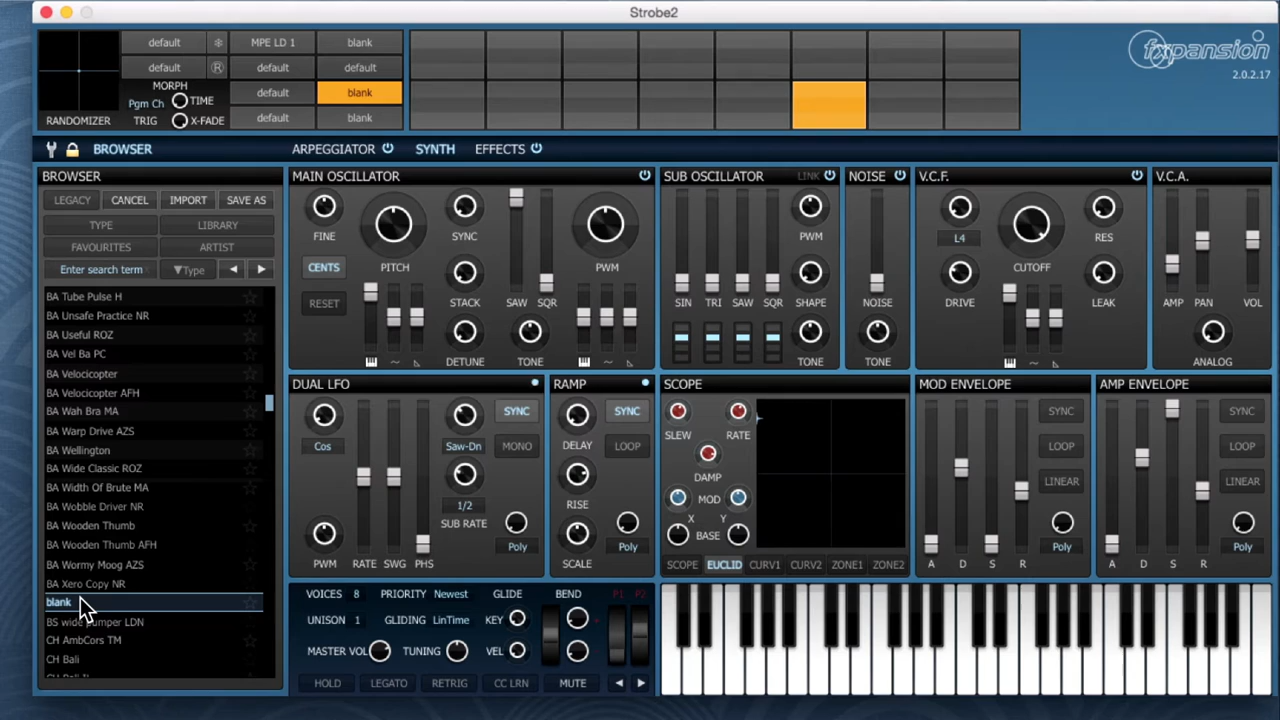 Strobe2
default ✻ MPE LD 1 blank
default R default default
MORPH
Pgm Ch TIME default blank
RANDOMIZER TRIG X-FADE default blank
fxpansion
2.0.2.17
BROWSER ARPEGGIATOR SYNTH EFFECTS
BROWSER
LEGACY CANCEL IMPORT SAVE AS
TYPE LIBRARY
FAVOURITES ARTIST
Enter search term ▼Type
BA Tube Pulse H
BA Unsafe Practice NR
BA Useful ROZ
BA Vel Ba PC
BA Velocicopter
BA Velocicopter AFH
BA Wah Bra MA
BA Warp Drive AZS
BA Wellington
BA Wide Classic ROZ
BA Width Of Brute MA
BA Wobble Driver NR
BA Wooden Thumb
BA Wooden Thumb AFH
BA Wormy Moog AZS
BA Xero Copy NR
blank
BS wide pumper LDN
CH AmbCors TM
CH Bali
MAIN OSCILLATOR
FINE PITCH SYNC PWM
CENTS
RESET STACK SAW SQR
DETUNE TONE
SUB OSCILLATOR LINK
PWM
SIN TRI SAW SQR SHAPE
TONE
NOISE
NOISE
TONE
V.C.F.
L4 CUTOFF RES
DRIVE LEAK
V.C.A.
AMP PAN VOL
ANALOG
DUAL LFO
SYNC
Cos Saw-Dn MONO
1/2
SUB RATE
Poly
PWM RATE SWG PHS
RAMP
SYNC
DELAY LOOP
RISE
Poly
SCALE
SCOPE
SLEW RATE
DAMP
MOD
X Y
BASE
SCOPE EUCLID CURV1 CURV2 ZONE1 ZONE2
MOD ENVELOPE
SYNC
LOOP
LINEAR
Poly
A D S R
AMP ENVELOPE
SYNC
LOOP
LINEAR
Poly
A D S R
VOICES 8 PRIORITY Newest GLIDE BEND P1 P2
UNISON 1 GLIDING LinTime KEY
MASTER VOL TUNING VEL
HOLD LEGATO RETRIG CC LRN MUTE